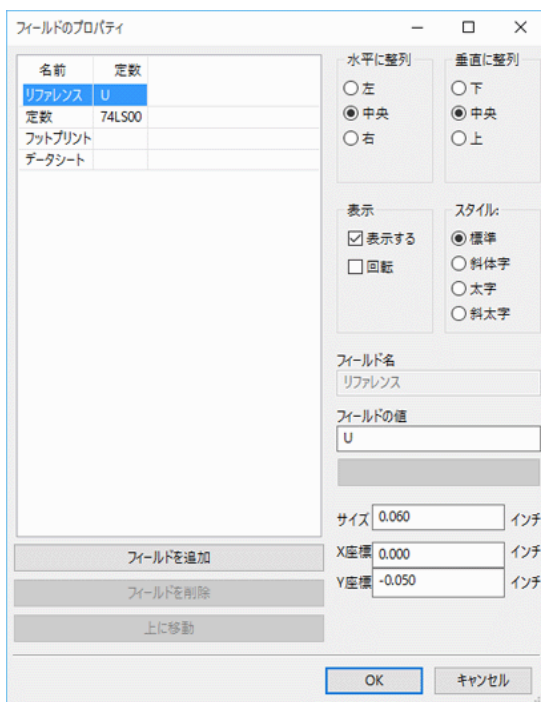 フィールドのプロパティ
名前 定数
リファレンス U
定数 74LS00
フットプリント
データシート
フィールドを追加
フィールドを削除
上に移動
水平に整列
左
中央
右
垂直に整列
下
中央
上
表示
表示する
回転
スタイル:
標準
斜体字
太字
斜太字
フィールド名
リファレンス
フィールドの値
U
サイズ 0.060 インチ
X座標 0.000 インチ
Y座標 -0.050 インチ
OK キャンセル